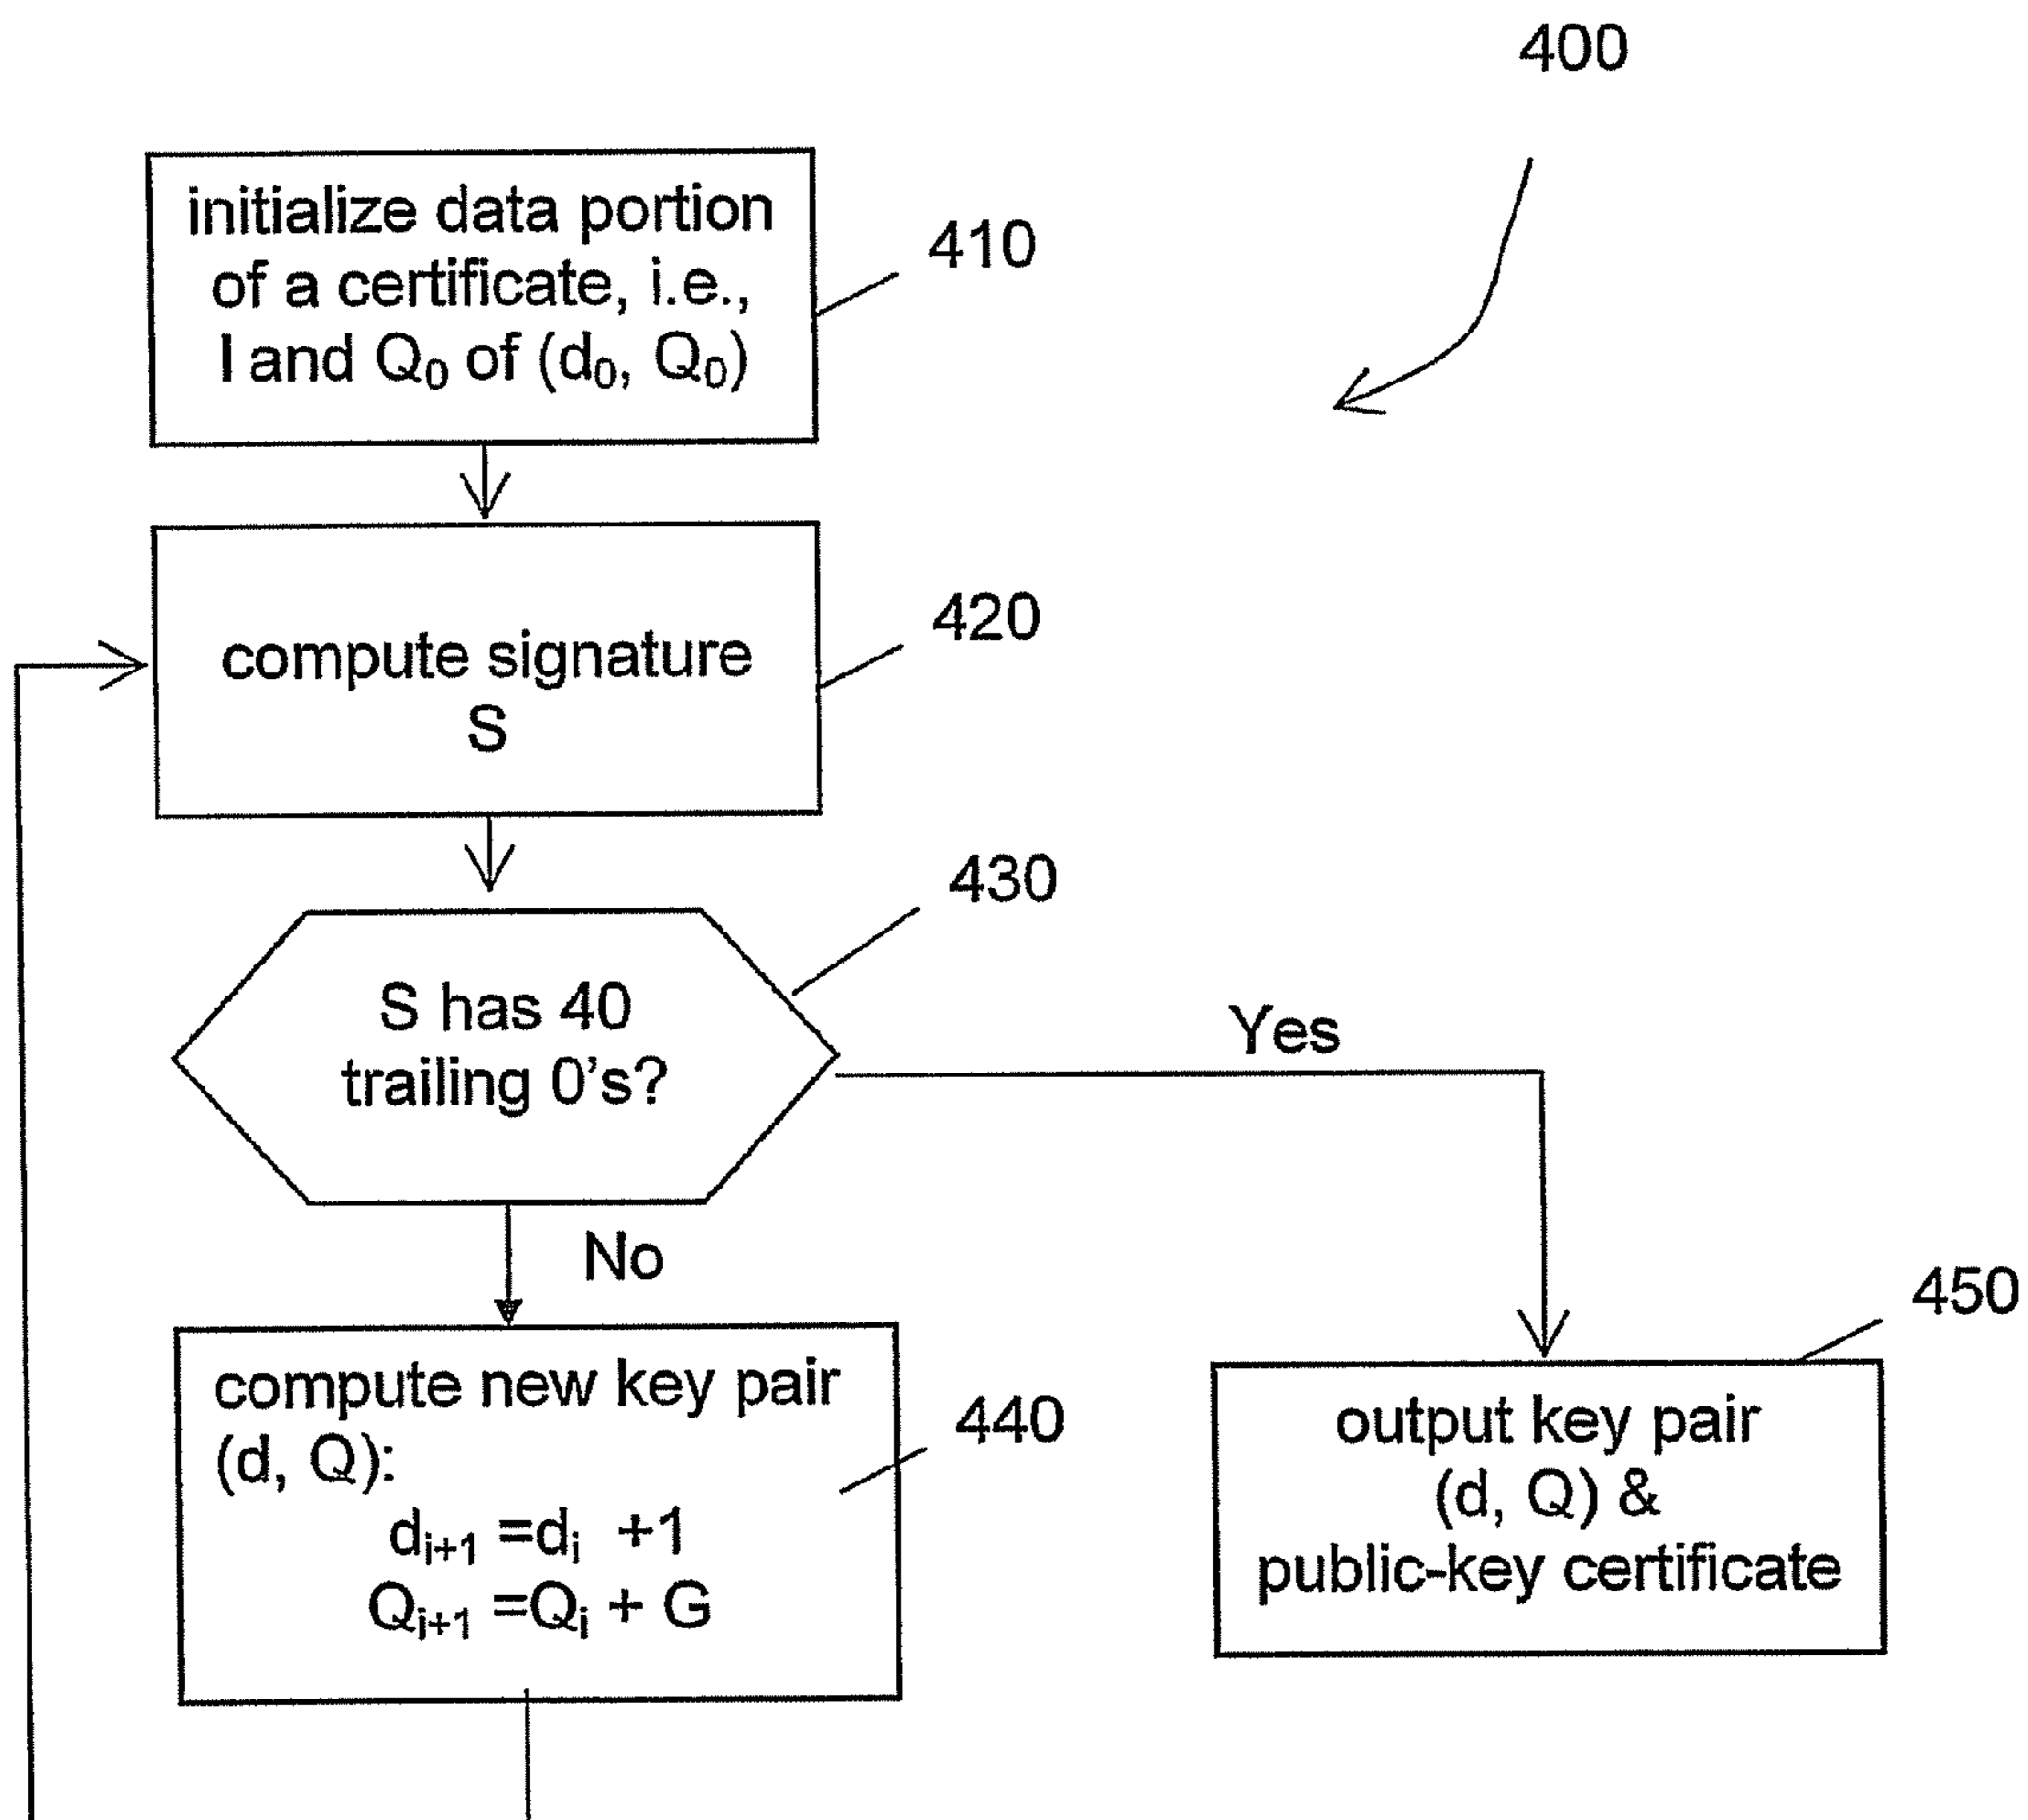 400
initialize data portion
of a certificate, i.e.,
I and Q₀ of (d₀, Q₀)
410
compute signature
S
420
S has 40
trailing 0's?
430
Yes
No
compute new key pair
(d, Q):
dᵢ₊₁ =dᵢ +1
Qᵢ₊₁ =Qᵢ + G
440
output key pair
(d, Q) &
public-key certificate
450